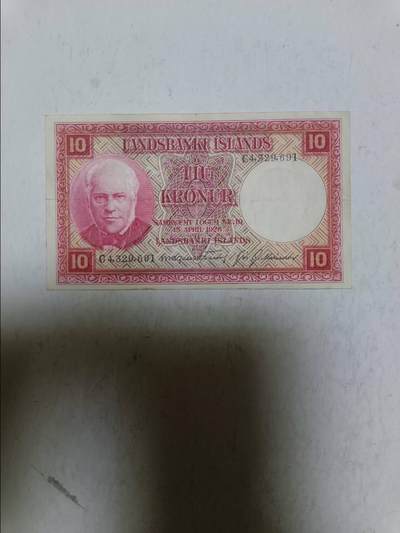 10 LANDSBANKI ÍSLANDS 10
C4,329,691
TÍU
KRÓNUR
SAMKVÆMT LÖGUM NR. 10
15. APRIL 1928
LANDSBANKI ÍSLANDS
C4,329,691
10 10